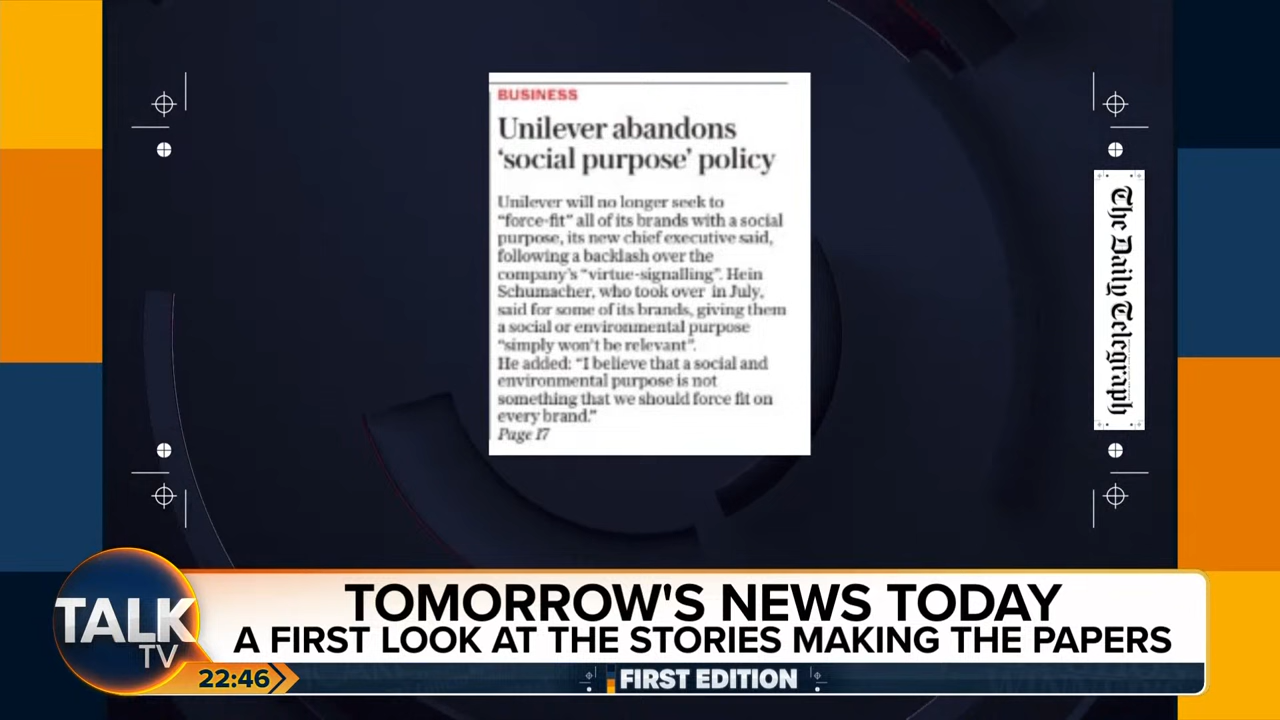 BUSINESS
Unilever abandons
‘social purpose’ policy
Unilever will no longer seek to
“force-fit” all of its brands with a social
purpose, its new chief executive said,
following a backlash over the
company’s “virtue-signalling”. Hein
Schumacher, who took over in July,
said for some of its brands, giving them
a social or environmental purpose
“simply won’t be relevant”.
He added: “I believe that a social and
environmental purpose is not
something that we should force fit on
every brand.”
Page 17
The Daily Telegraph
TALK
TV
TOMORROW'S NEWS TODAY
A FIRST LOOK AT THE STORIES MAKING THE PAPERS
22:46
FIRST EDITION